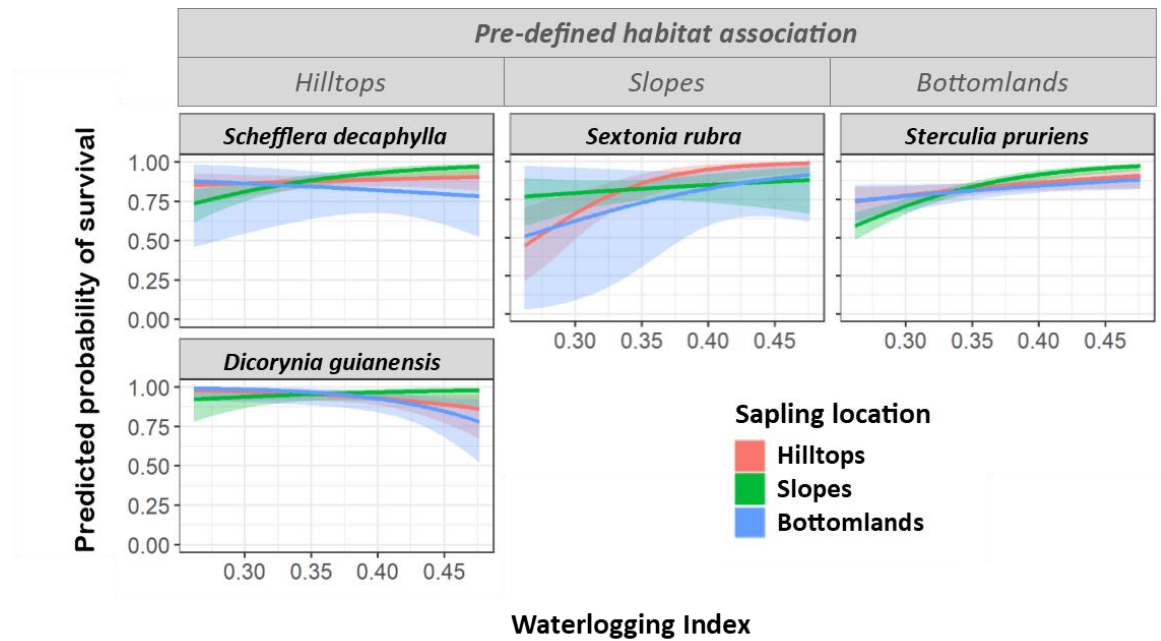 Pre-defined habitat association
Hilltops Slopes Bottomlands
Schefflera decaphylla Sextonia rubra Sterculia pruriens
Predicted probability of survival
1.00
0.75
0.50
0.25
0.00
0.30 0.35 0.40 0.45 0.30 0.35 0.40 0.45
Dicorynia guianensis
1.00
0.75
0.50
0.25
0.00
0.30 0.35 0.40 0.45
Sapling location
Hilltops
Slopes
Bottomlands
Waterlogging Index